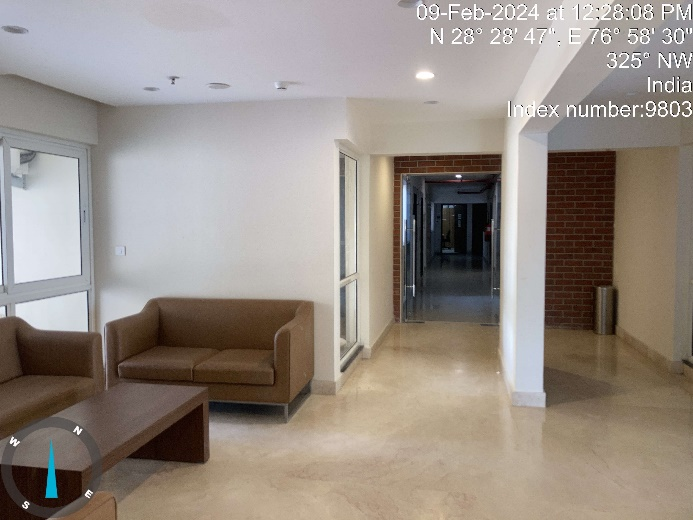 09-Feb-2024 at 12:28:08 PM
N 28° 28' 47", E 76° 58' 30"
325° NW
India
Index number:9803
N
W
E
S